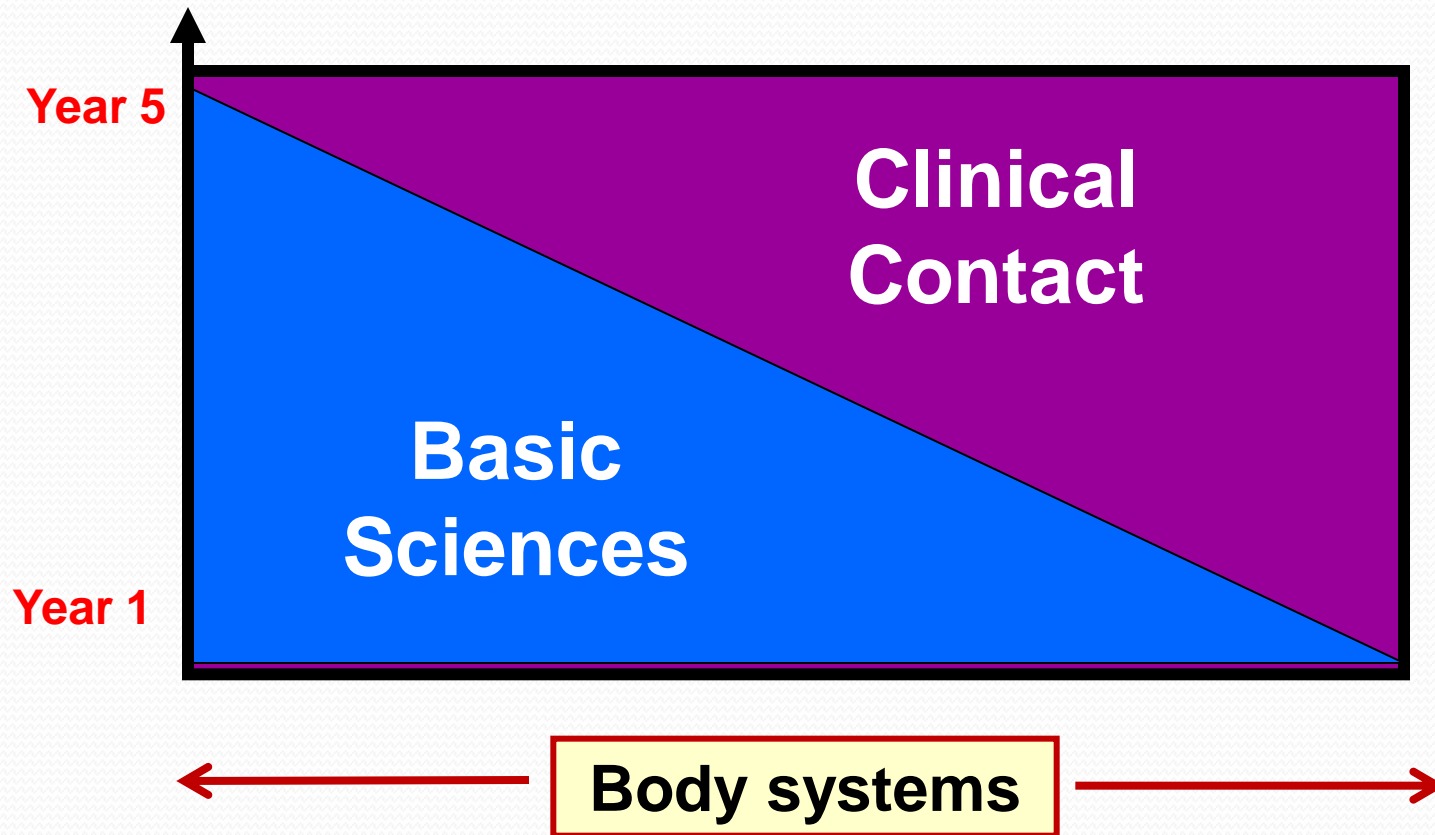 Year 5
Clinical
Contact
Basic
Sciences
Year 1
Body systems